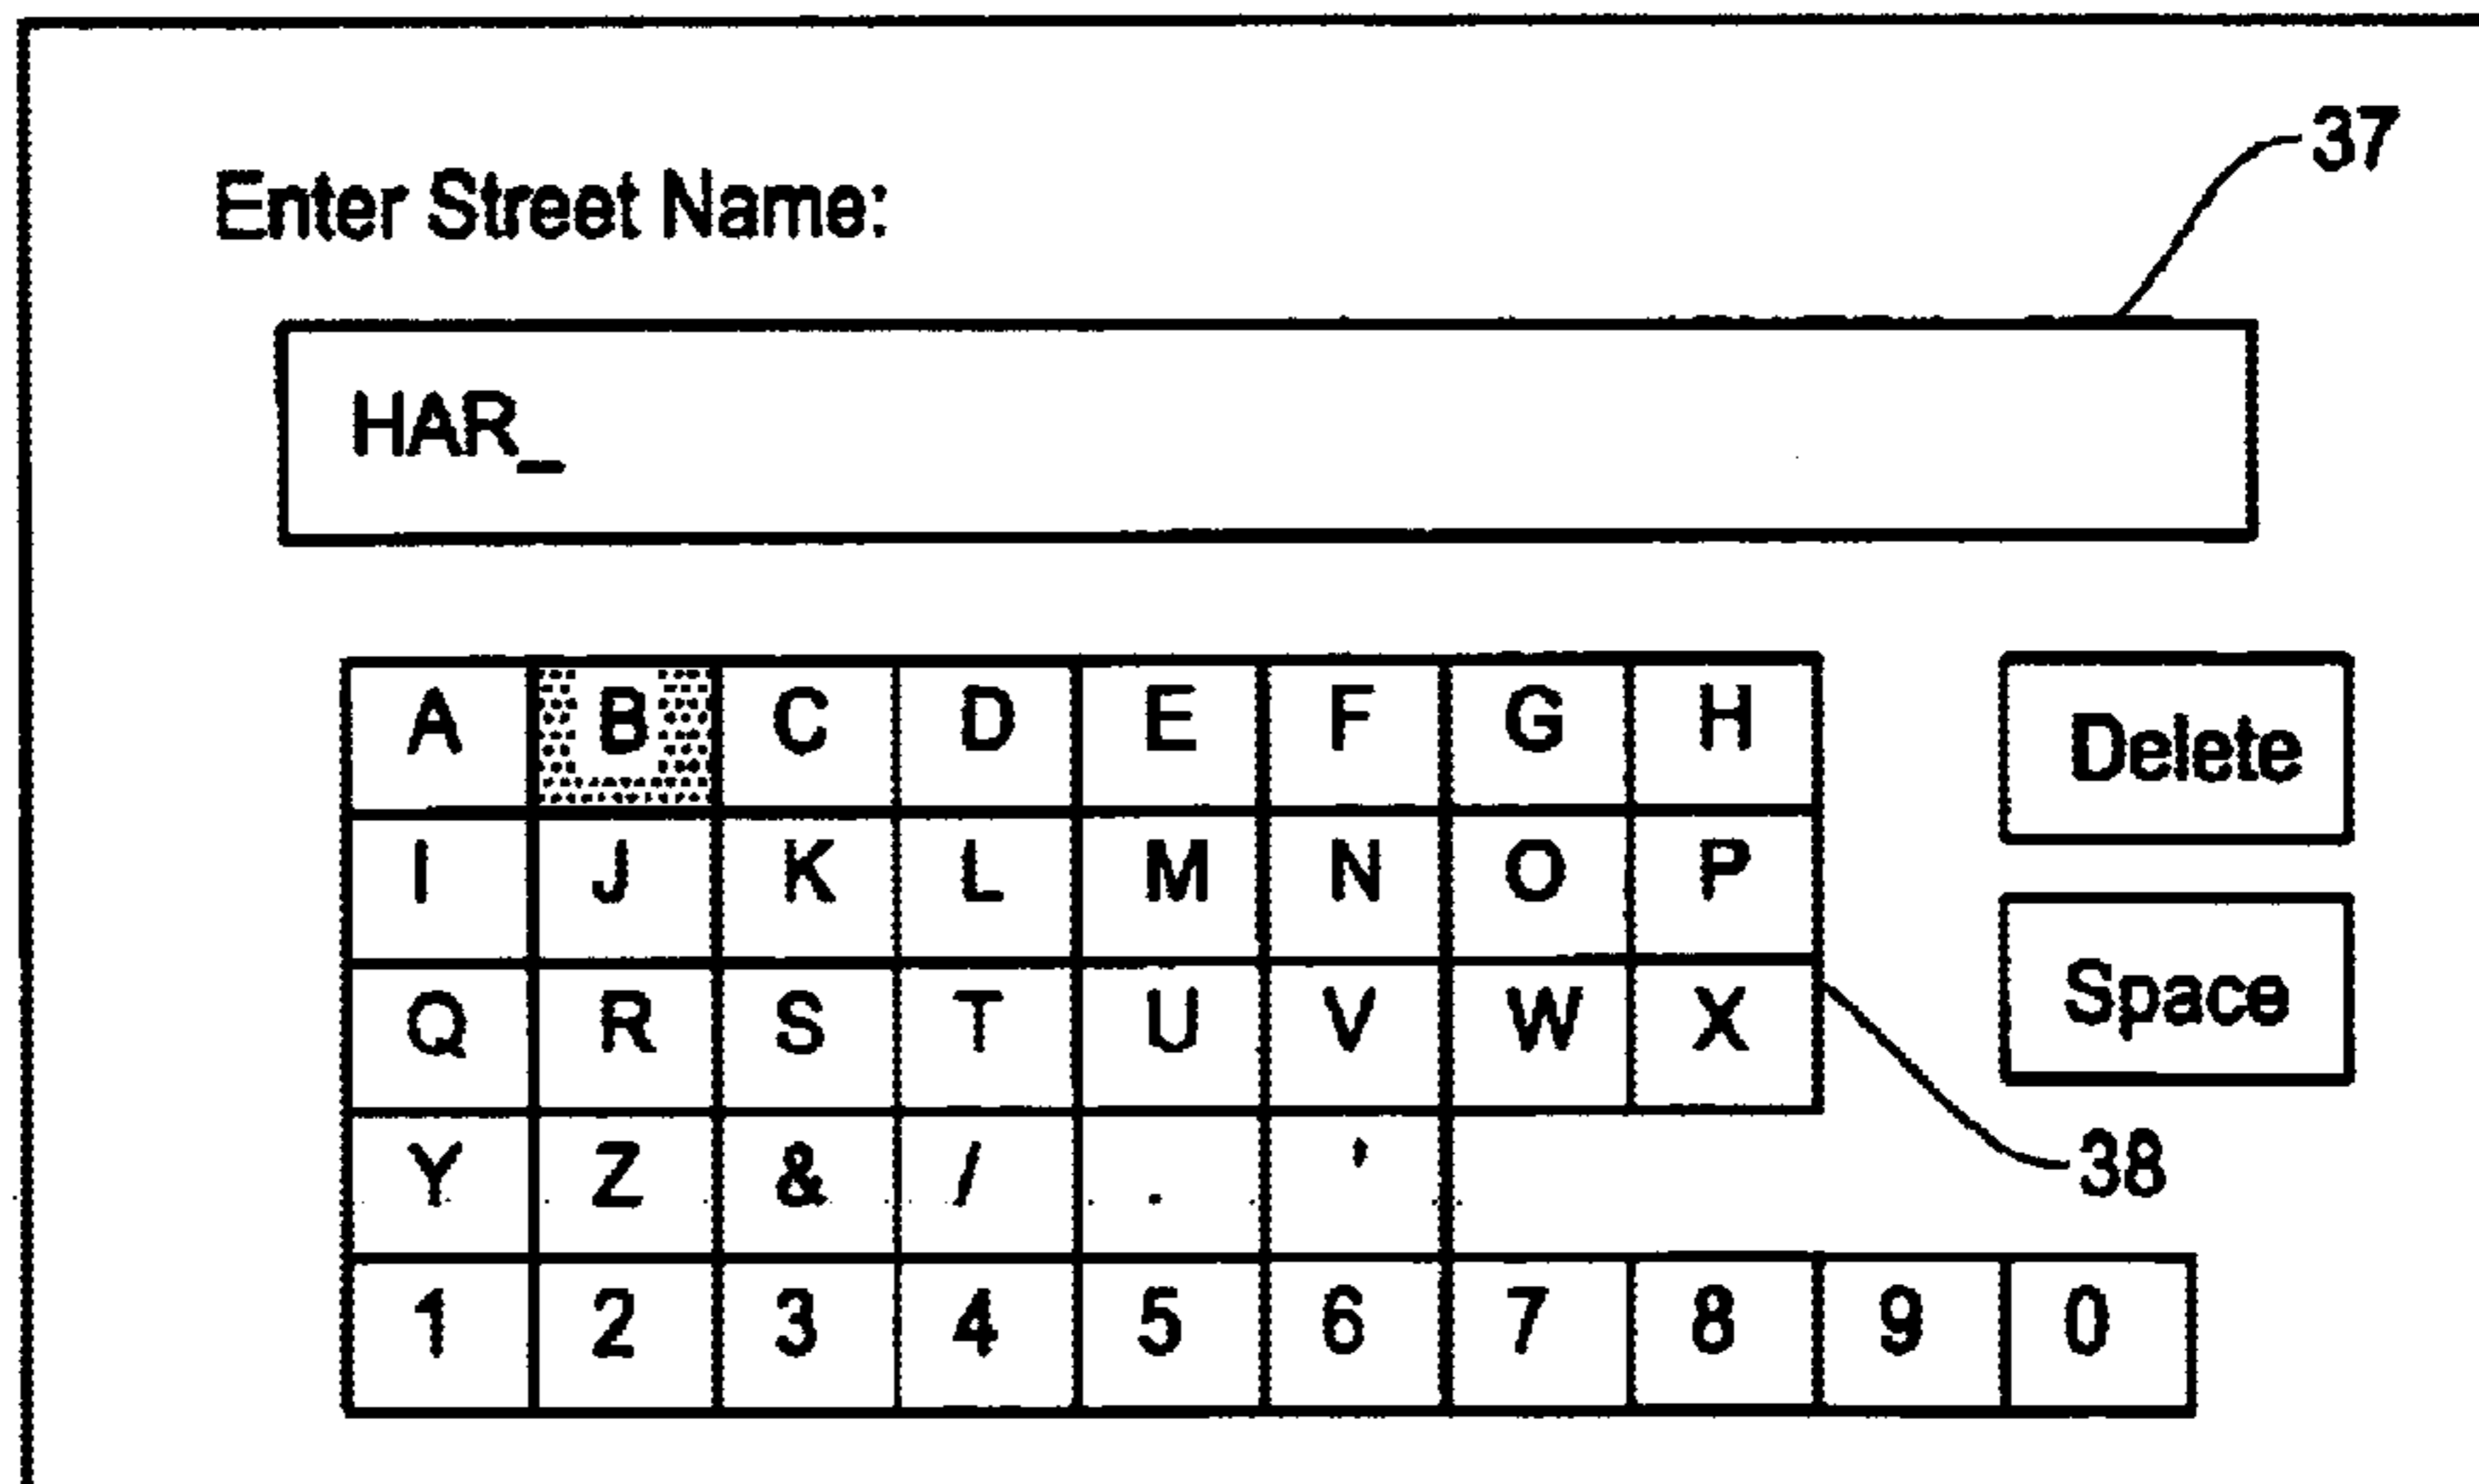 37
Enter Street Name:
HAR_
A B C D E F G H
Delete
I J K L M N O P
Q R S T U V W X
Space
Y Z & / . '
38
1 2 3 4 5 6 7 8 9 0